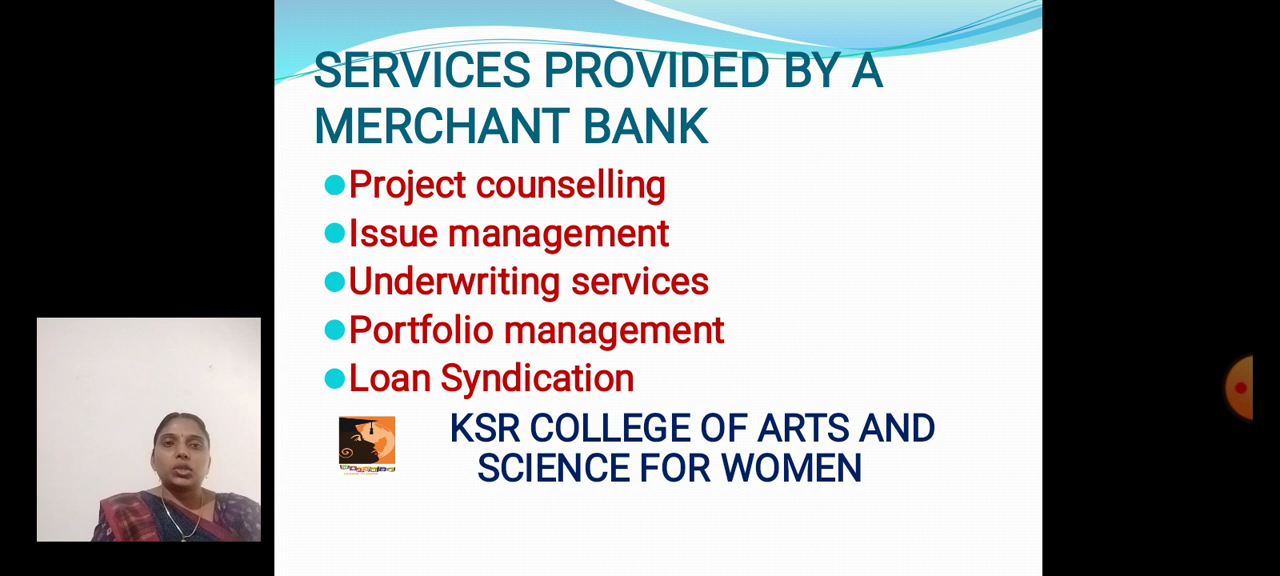 SERVICES PROVIDED BY A
MERCHANT BANK
Project counselling
Issue management
Underwriting services
Portfolio management
Loan Syndication
KSR COLLEGE OF ARTS AND
SCIENCE FOR WOMEN